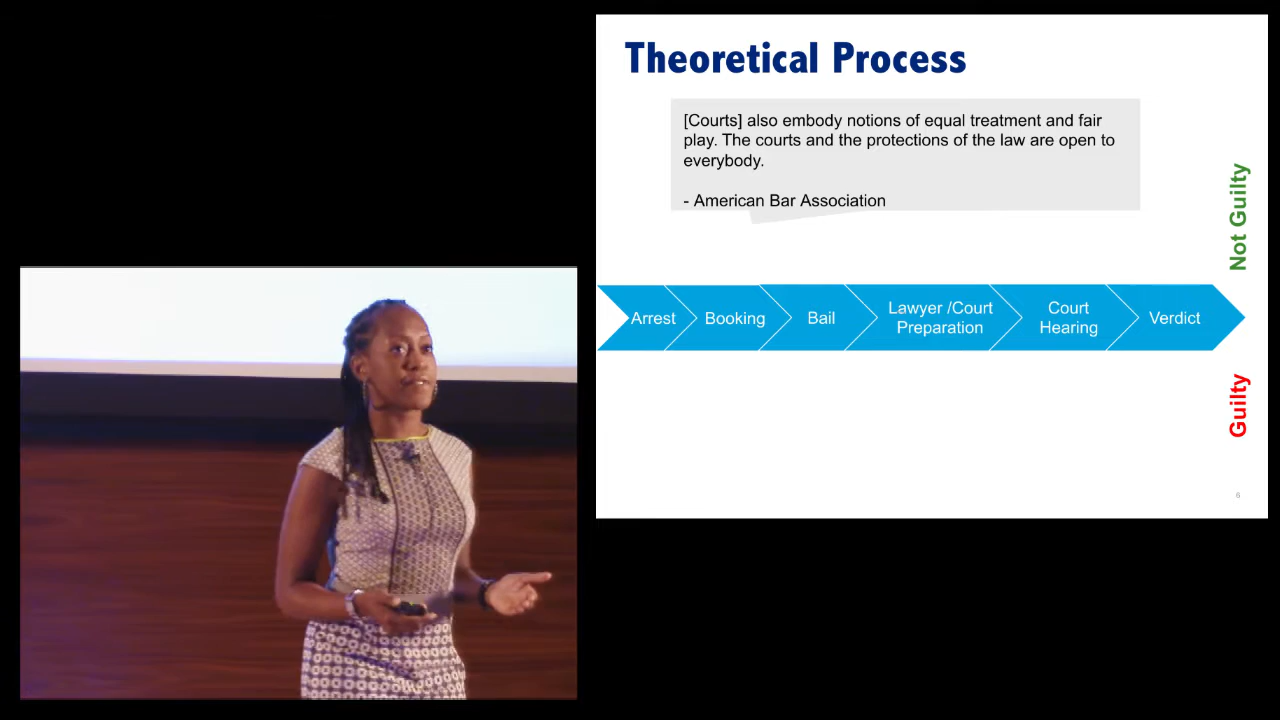 Theoretical Process
[Courts] also embody notions of equal treatment and fair
play. The courts and the protections of the law are open to
everybody.
- American Bar Association
Not Guilty
Arrest
Booking
Bail
Lawyer /Court
Preparation
Court
Hearing
Verdict
Guilty
6